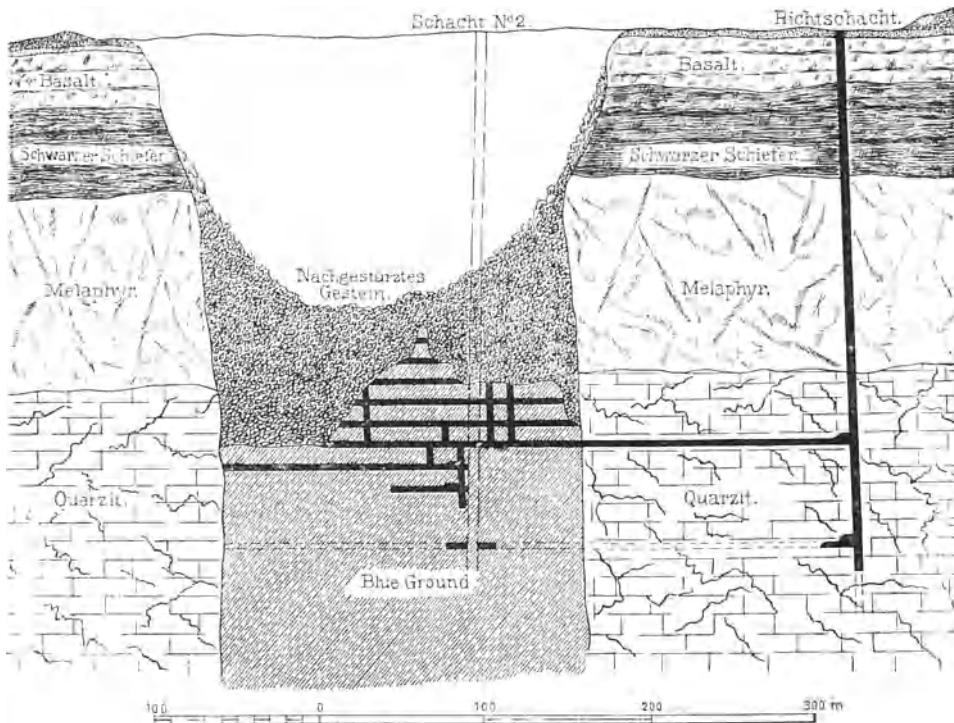 Schacht No 2.
Richtschacht.
Basalt.
Basalt.
Schwarzer Schiefer
Schwarzer Schiefer.
Nachgestürztes
Gestein.
Melaphyr.
Melaphyr.
Quarzit.
Quarzit.
Blue Ground
100 0 100 200 300 m